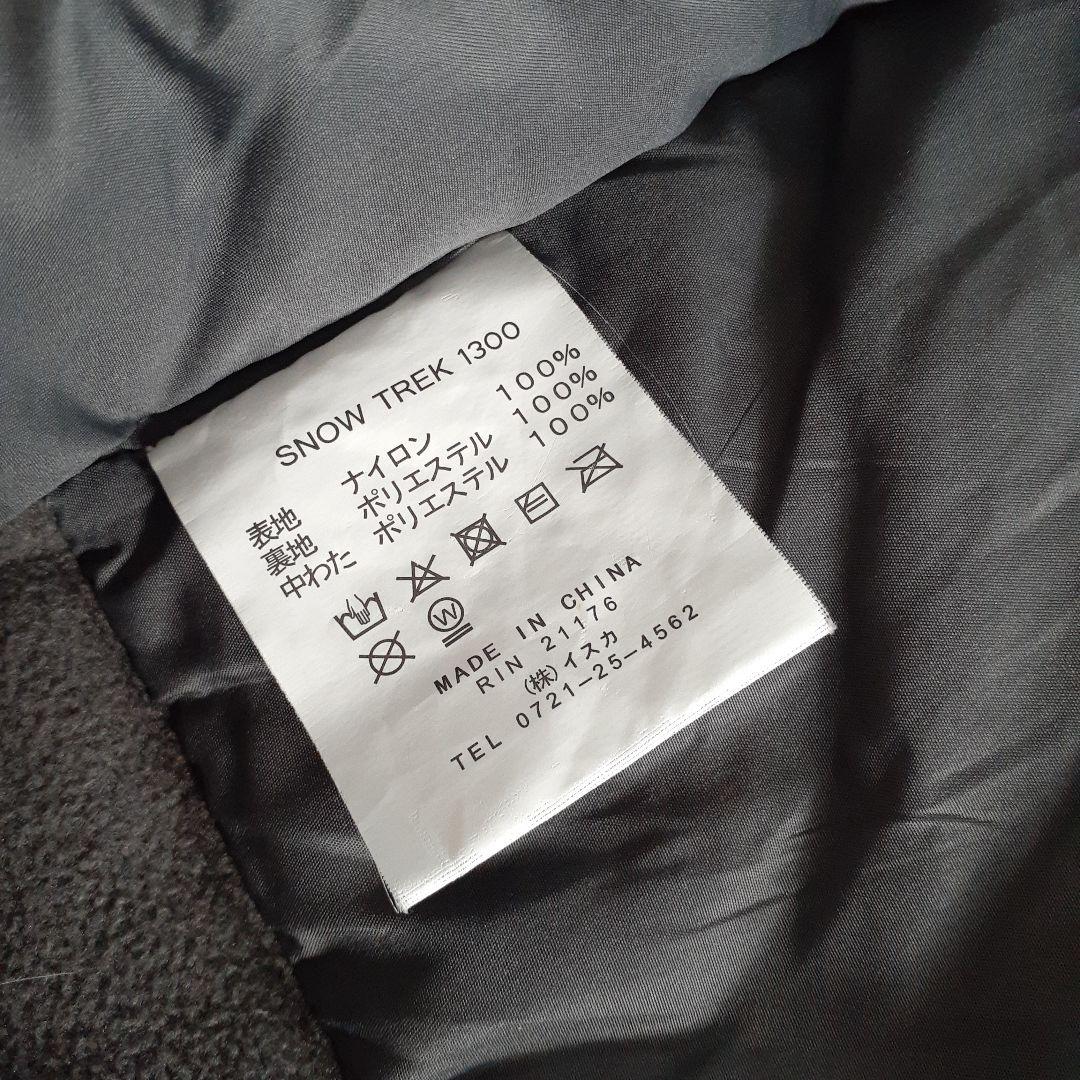 SNOW TREK 1300
表地 ナイロン 100%
裏地 ポリエステル 100%
中わた ポリエステル 100%
W
MADE IN CHINA
RIN 21176
(株)イスカ
TEL 0721-25-4562